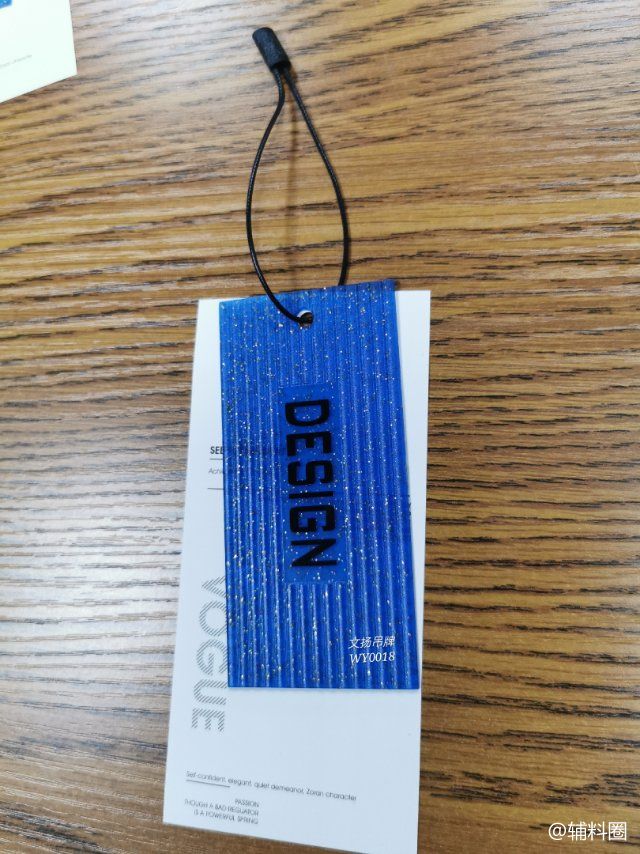 DESIGN
VOGUE
文扬吊牌
WY0018
Self-confident, elegant, quiet demeanor, Zoran character
PASSION
THOUGH A BAD REGUATOR
IS A POWERFUL SPRING
@辅料圈